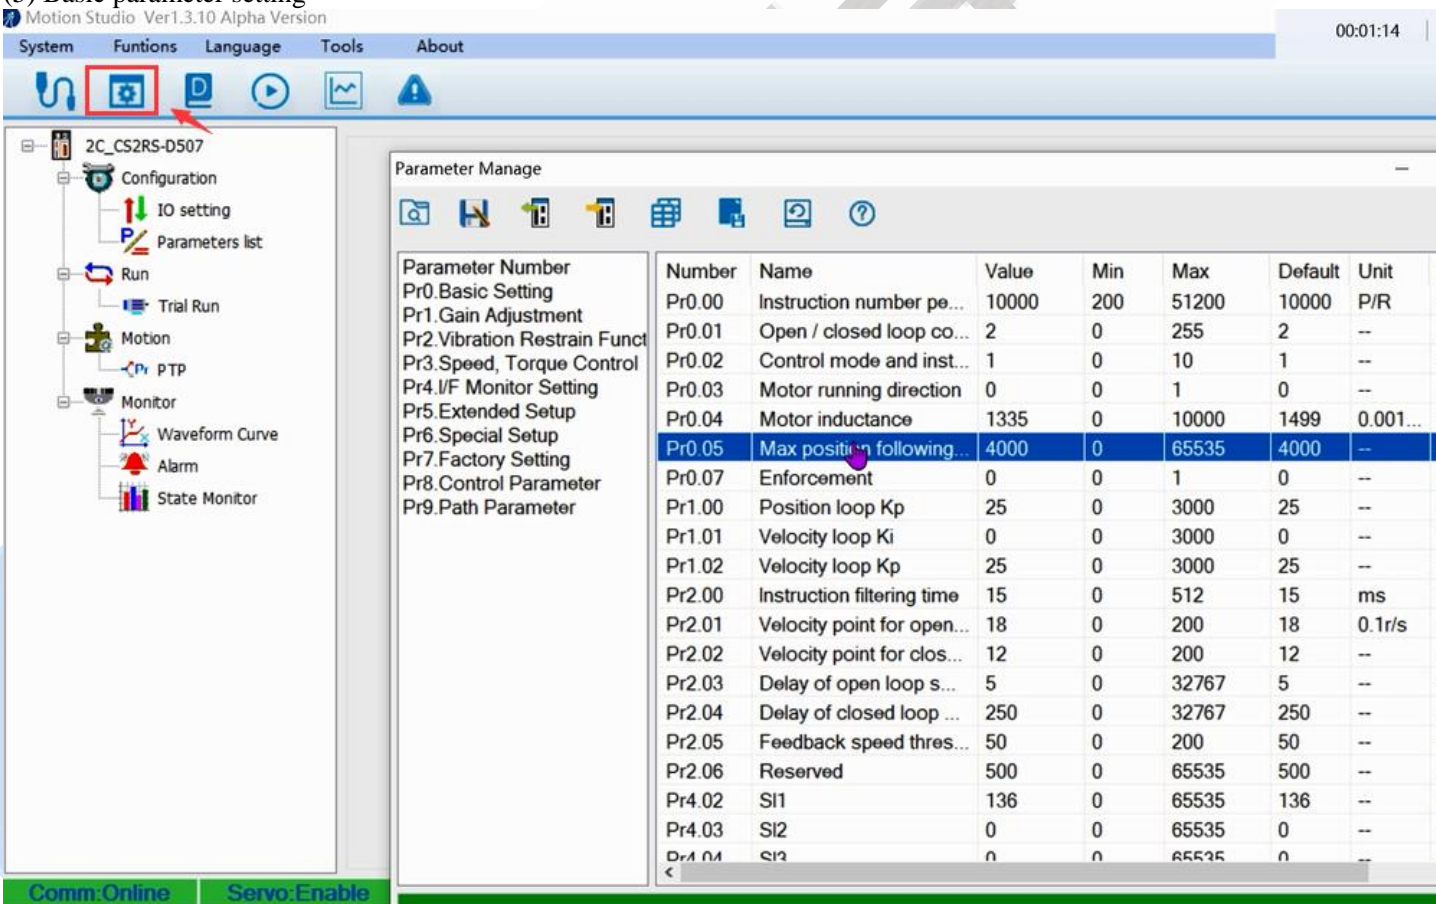 (3) Basic parameter setting
Motion Studio Ver1.3.10 Alpha Version
00:01:14
System Funtions Language Tools About
2C_CS2RS-D507
Configuration
IO setting
Parameters list
Run
Trial Run
Motion
PTP
Monitor
Waveform Curve
Alarm
State Monitor
Parameter Manage
Parameter Number
Pr0.Basic Setting
Pr1.Gain Adjustment
Pr2.Vibration Restrain Funct
Pr3.Speed, Torque Control
Pr4.I/F Monitor Setting
Pr5.Extended Setup
Pr6.Special Setup
Pr7.Factory Setting
Pr8.Control Parameter
Pr9.Path Parameter
Number Name Value Min Max Default Unit
Pr0.00 Instruction number pe... 10000 200 51200 10000 P/R
Pr0.01 Open / closed loop co... 2 0 255 2 --
Pr0.02 Control mode and inst... 1 0 10 1 --
Pr0.03 Motor running direction 0 0 1 0 --
Pr0.04 Motor inductance 1335 0 10000 1499 0.001...
Pr0.05 Max position following... 4000 0 65535 4000 --
Pr0.07 Enforcement 0 0 1 0 --
Pr1.00 Position loop Kp 25 0 3000 25 --
Pr1.01 Velocity loop Ki 0 0 3000 0 --
Pr1.02 Velocity loop Kp 25 0 3000 25 --
Pr2.00 Instruction filtering time 15 0 512 15 ms
Pr2.01 Velocity point for open... 18 0 200 18 0.1r/s
Pr2.02 Velocity point for clos... 12 0 200 12 --
Pr2.03 Delay of open loop s... 5 0 32767 5 --
Pr2.04 Delay of closed loop ... 250 0 32767 250 --
Pr2.05 Feedback speed thres... 50 0 200 50 --
Pr2.06 Reserved 500 0 65535 500 --
Pr4.02 SI1 136 0 65535 136 --
Pr4.03 SI2 0 0 65535 0 --
Pr4.04 SI3 0 0 65535 0 --
Comm:Online Servo:Enable